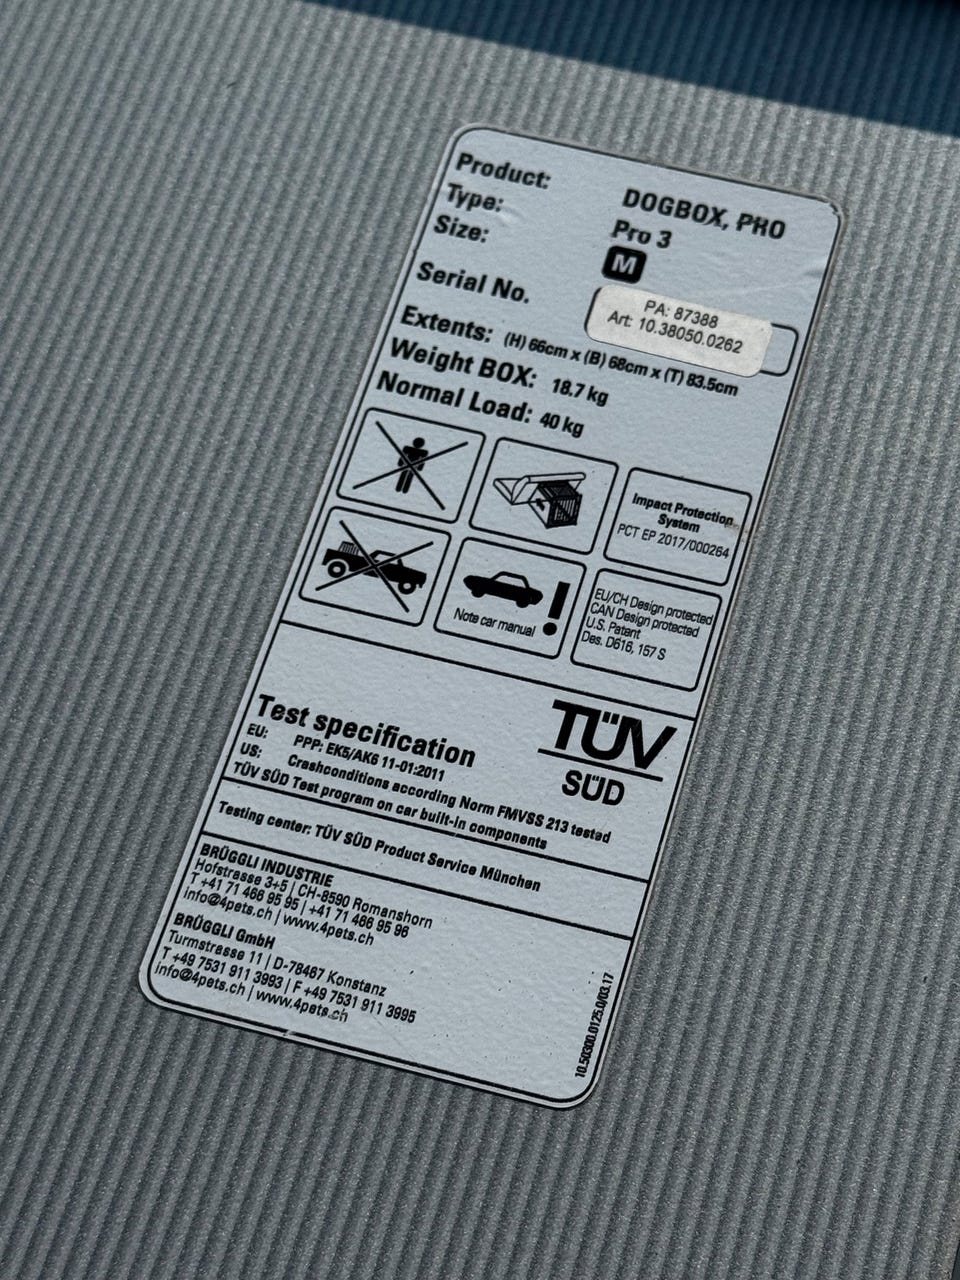 Product: DOGBOX, PRO
Type: Pro 3
Size: M
Serial No. PA: 87388
Art: 10.38050.0262
Extents: (H) 66cm x (B) 68cm x (T) 83.5cm
Weight BOX: 18.7 kg
Normal Load: 40 kg
Impact Protection
System
PCT EP 2017/000264
Note car manual
!
EU/CH Design protected
CAN Design protected
U.S. Patent
Des. D616, 157 S
Test specification
EU: PPP: EK5/AK6 11-01:2011
US: Crashconditions according Norm FMVSS 213 tested
TÜV SÜD Test program on car built-in components
TÜV
SÜD
Testing center: TÜV SÜD Product Service München
BRÜGGLI INDUSTRIE
Hofstrasse 3+5 | CH-8590 Romanshorn
T +41 71 466 95 95 | +41 71 466 95 96
info@4pets.ch | www.4pets.ch
BRÜGGLI GmbH
Turmstrasse 11 | D-78467 Konstanz
T +49 7531 911 3993 | F +49 7531 911 3995
info@4pets.ch | www.4pets.ch
10.50300.0125.0/03.17